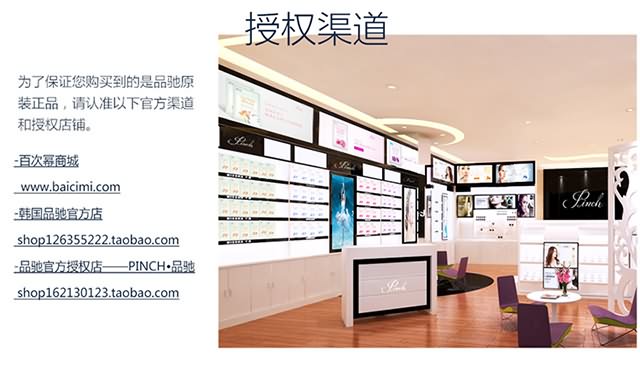 授权渠道
为了保证您购买到的是品驰原
装正品，请认准以下官方渠道
和授权店铺。
-百次幂商城
www.baicimi.com
-韩国品驰官方店
shop126355222.taobao.com
-品驰官方授权店——PINCH•品驰
shop162130123.taobao.com
Pinch
Pinch
Pinch
Pinch